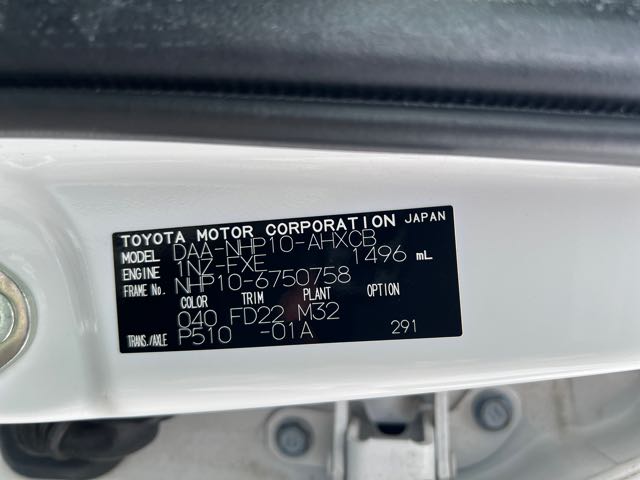 TOYOTA MOTOR CORPORATION JAPAN
MODEL DAA-NHP10-AHXCB
ENGINE 1NZ-FXE 1496 mL
FRAME No. NHP10-6750758
COLOR TRIM PLANT OPTION
040 FD22 M32
TRANS./AXLE P510 -01A 291